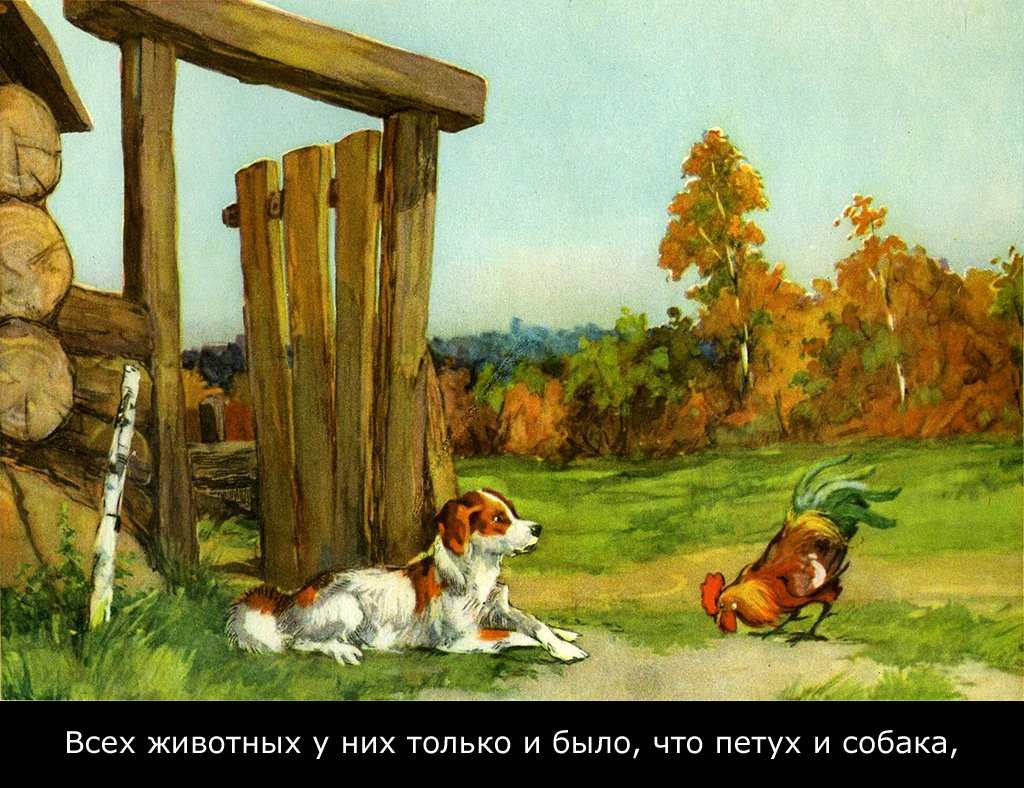 Всех животных у них только и было, что петух и собака,